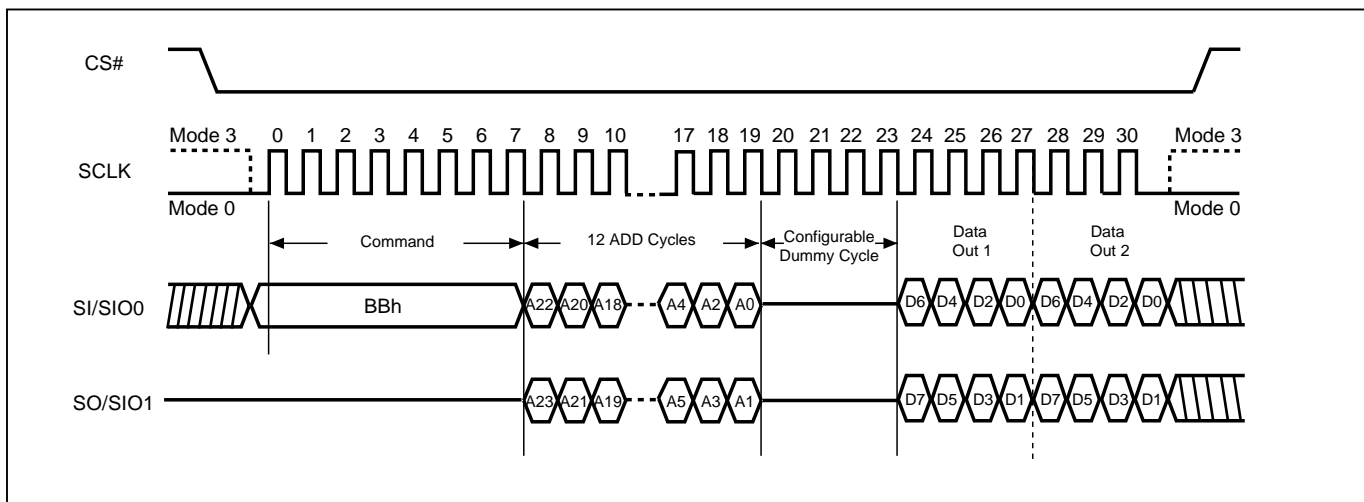 CS#
Mode 3 0 1 2 3 4 5 6 7 8 9 10 17 18 19 20 21 22 23 24 25 26 27 28 29 30 Mode 3
SCLK
Mode 0 Mode 0
Command 12 ADD Cycles Configurable Dummy Cycle Data Out 1 Data Out 2
SI/SIO0 BBh A22 A20 A18 A4 A2 A0 D6 D4 D2 D0 D6 D4 D2 D0
SO/SIO1 A23 A21 A19 A5 A3 A1 D7 D5 D3 D1 D7 D5 D3 D1